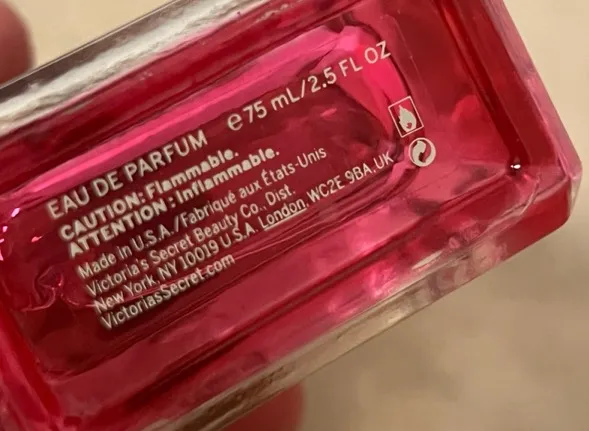 EAU DE PARFUM e75 mL/2.5 FL OZ
CAUTION: Flammable.
ATTENTION : Inflammable.
Made in U.S.A./Fabriqué aux États-Unis
Victoria's Secret Beauty Co., Dist.
New York, NY 10019 U.S.A. London, WC2E 9BA, UK
VictoriasSecret.com